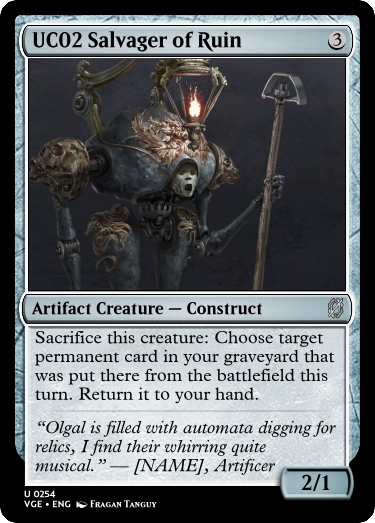 UC02 Salvager of Ruin 3
Artifact Creature — Construct
Sacrifice this creature: Choose target
permanent card in your graveyard that
was put there from the battlefield this
turn. Return it to your hand.
“Olgal is filled with automata digging for
relics, I find their whirring quite
musical.” — [NAME], Artificer
2/1
U 0254
VGE • ENG Fragan Tanguy